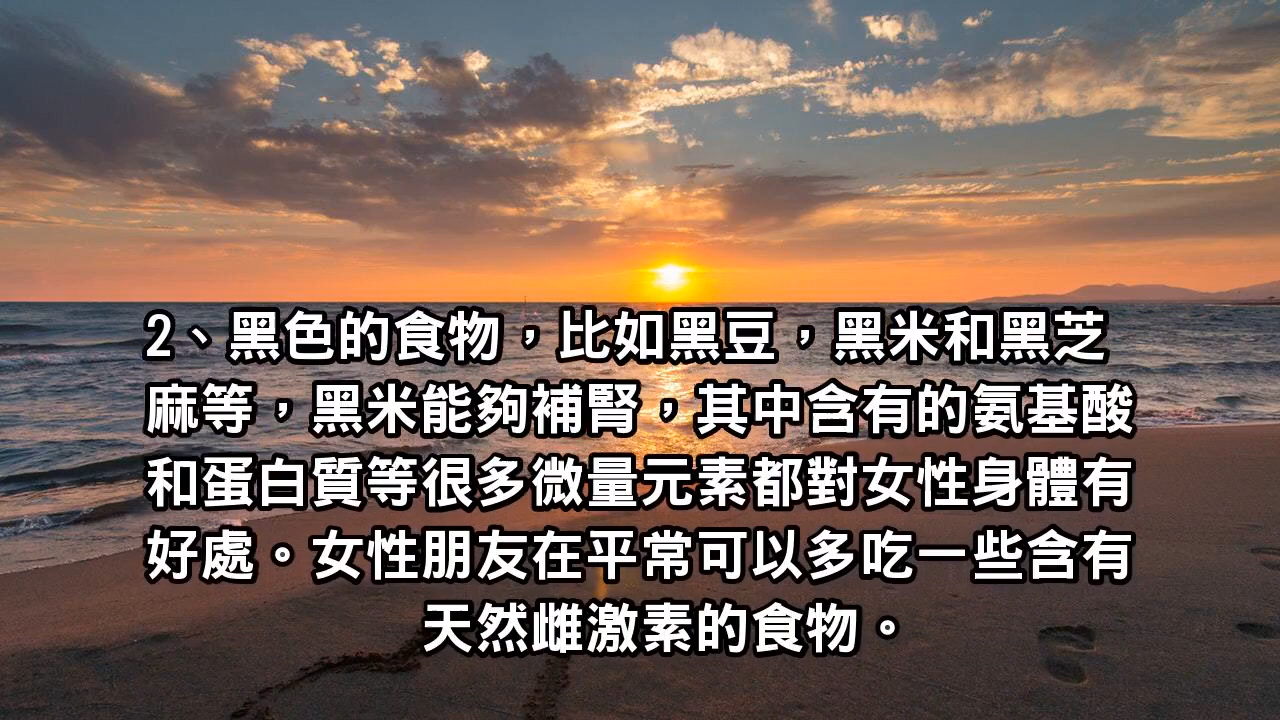 2、黑色的食物，比如黑豆，黑米和黑芝
麻等，黑米能夠補腎，其中含有的氨基酸
和蛋白質等很多微量元素都對女性身體有
好處。女性朋友在平常可以多吃一些含有
天然雌激素的食物。